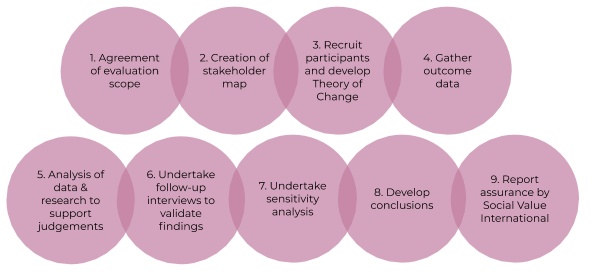 1. Agreement
of evaluation
scope
2. Creation of
stakeholder
map
3. Recruit
participants
and develop
Theory of
Change
4. Gather
outcome
data
5. Analysis of
data &
research to
support
judgements
6. Undertake
follow-up
interviews to
validate
findings
7. Undertake
sensitivity
analysis
8. Develop
conclusions
9. Report
assurance by
Social Value
International